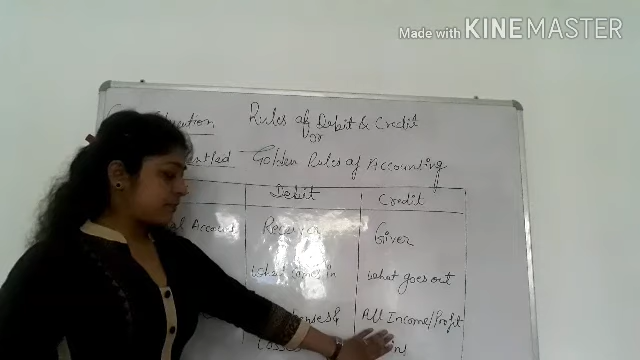 Made with KINEMASTER
Rules of Debit & Credit
or
Golden Rules of Accounting
Debit Credit
Account Receiver Giver
What comes in What goes out
All Income/Profit